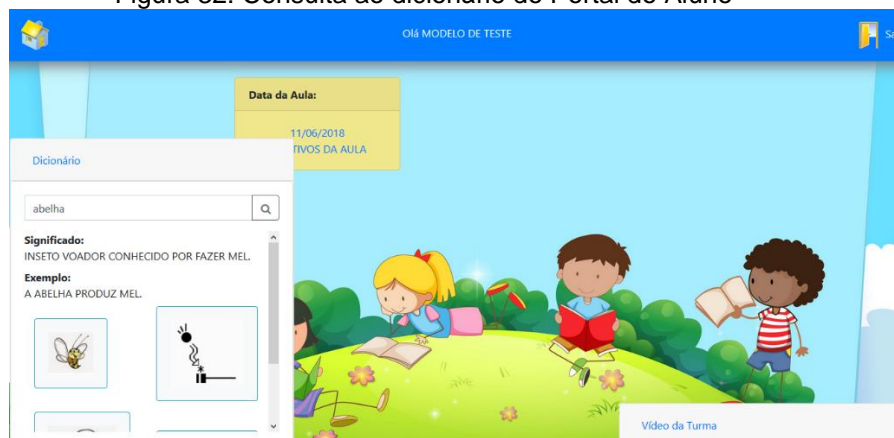 Olá MODELO DE TESTE
Data da Aula:
11/06/2018
TIVOS DA AULA
Dicionário
abelha
Significado:
INSETO VOADOR CONHECIDO POR FAZER MEL.
Exemplo:
A ABELHA PRODUZ MEL.
Vídeo da Turma